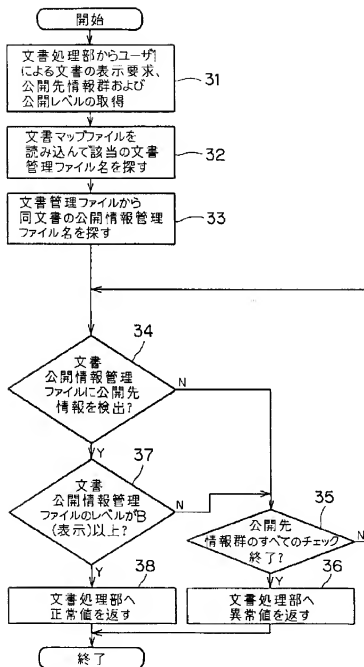 開始
文書処理部からユーザ
による文書の表示要求、
公開先情報群および
公開レベルの取得
31
文書マップファイルを
読み込んで該当の文書
管理ファイル名を探す
32
文書管理ファイルから
同文書の公開情報管理
ファイル名を探す
33
34
文書
公開情報管理
ファイルに公開先
情報を検出?
N
Y
37
文書
公開情報管理
ファイルのレベルがB
(表示)以上?
N
Y
35
公開先
情報群のすべてのチェック
終了?
N
Y
38
文書処理部へ
正常値を返す
36
文書処理部へ
異常値を返す
終了